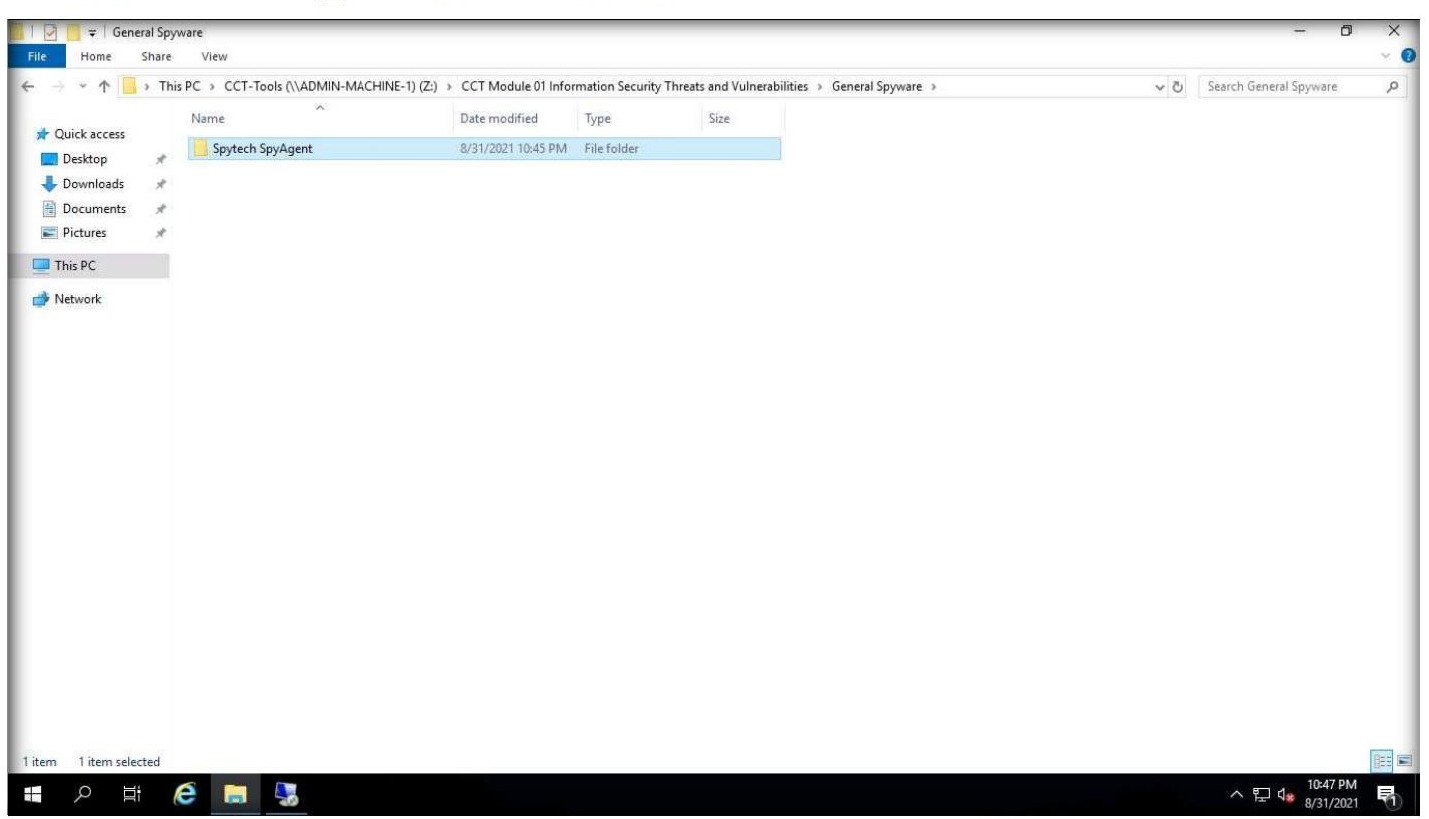 General Spyware
File Home Share View
This PC > CCT-Tools (\\ADMIN-MACHINE-1) (Z:) > CCT Module 01 Information Security Threats and Vulnerabilities > General Spyware >
Search General Spyware
Name Date modified Type Size
Quick access
Desktop
Downloads
Documents
Pictures
This PC
Network
Spytech SpyAgent 8/31/2021 10:45 PM File folder
1 item 1 item selected
10:47 PM
8/31/2021
1